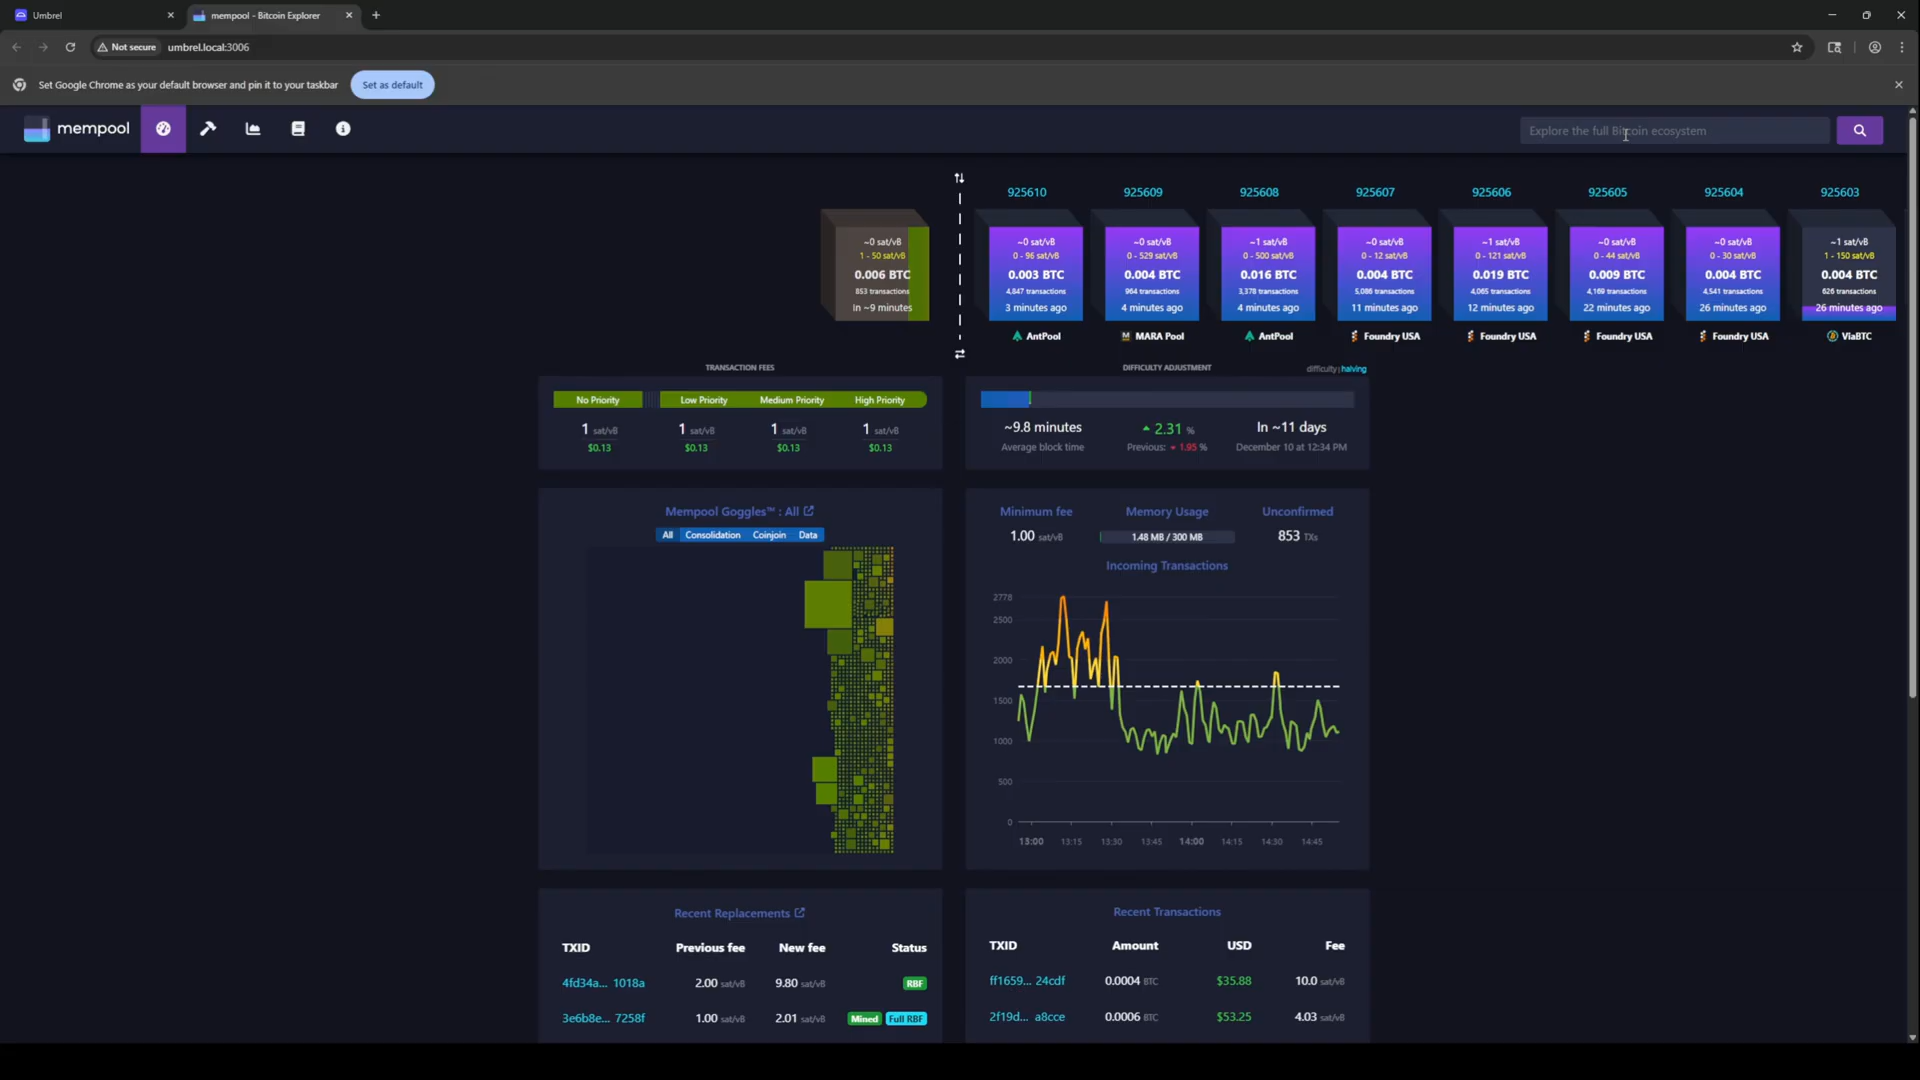 Umbrel
mempool - Bitcoin Explorer
Not secure
umbrel.local:3006
Set Google Chrome as your default browser and pin it to your taskbar
Set as default
mempool
Explore the full Bitcoin ecosystem
925610
925609
925608
925607
925606
925605
925604
925603
~0 sat/vB
1 - 50 sat/vB
0.006 BTC
853 transactions
In ~9 minutes
~0 sat/vB
0 - 96 sat/vB
0.003 BTC
4,847 transactions
3 minutes ago
AntPool
~0 sat/vB
0 - 529 sat/vB
0.004 BTC
964 transactions
4 minutes ago
MARA Pool
~1 sat/vB
0 - 500 sat/vB
0.016 BTC
3,378 transactions
4 minutes ago
AntPool
~0 sat/vB
0 - 12 sat/vB
0.004 BTC
5,086 transactions
11 minutes ago
Foundry USA
~1 sat/vB
0 - 121 sat/vB
0.019 BTC
4,065 transactions
12 minutes ago
Foundry USA
~0 sat/vB
0 - 44 sat/vB
0.009 BTC
4,169 transactions
22 minutes ago
Foundry USA
~0 sat/vB
0 - 30 sat/vB
0.004 BTC
4,541 transactions
26 minutes ago
Foundry USA
~1 sat/vB
1 - 150 sat/vB
0.004 BTC
626 transactions
26 minutes ago
ViaBTC
TRANSACTION FEES
No Priority
Low Priority
Medium Priority
High Priority
1 sat/vB
1 sat/vB
1 sat/vB
1 sat/vB
$0.13
$0.13
$0.13
$0.13
DIFFICULTY ADJUSTMENT
difficulty|halving
~9.8 minutes
2.31 %
In ~11 days
Average block time
Previous: 1.95 %
December 10 at 12:34 PM
Mempool Goggles™ : All
All
Consolidation
Coinjoin
Data
Minimum fee
Memory Usage
Unconfirmed
1.00 sat/vB
1.48 MB / 300 MB
853 TXs
Incoming Transactions
2778
2500
2000
1500
1000
500
0
13:00
13:15
13:30
13:45
14:00
14:15
14:30
14:45
Recent Replacements
TXID
Previous fee
New fee
Status
4fd34a... 1018a
2.00 sat/vB
9.80 sat/vB
RBF
3e6b8e... 7258f
1.00 sat/vB
2.01 sat/vB
Mined
Full RBF
Recent Transactions
TXID
Amount
USD
Fee
ff1659... 24cdf
0.0004 BTC
$35.88
10.0 sat/vB
2f19d... a8cce
0.0006 BTC
$53.25
4.03 sat/vB